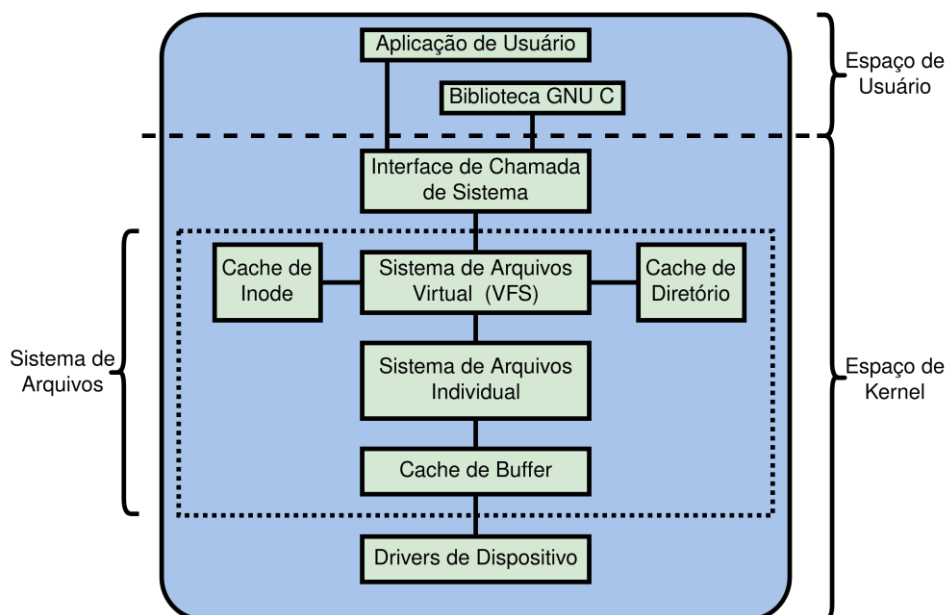 Aplicação de Usuário
Biblioteca GNU C
Espaço de
Usuário
Interface de Chamada
de Sistema
Cache de
Inode
Sistema de Arquivos
Virtual (VFS)
Cache de
Diretório
Sistema de
Arquivos
Sistema de Arquivos
Individual
Espaço de
Kernel
Cache de Buffer
Drivers de Dispositivo